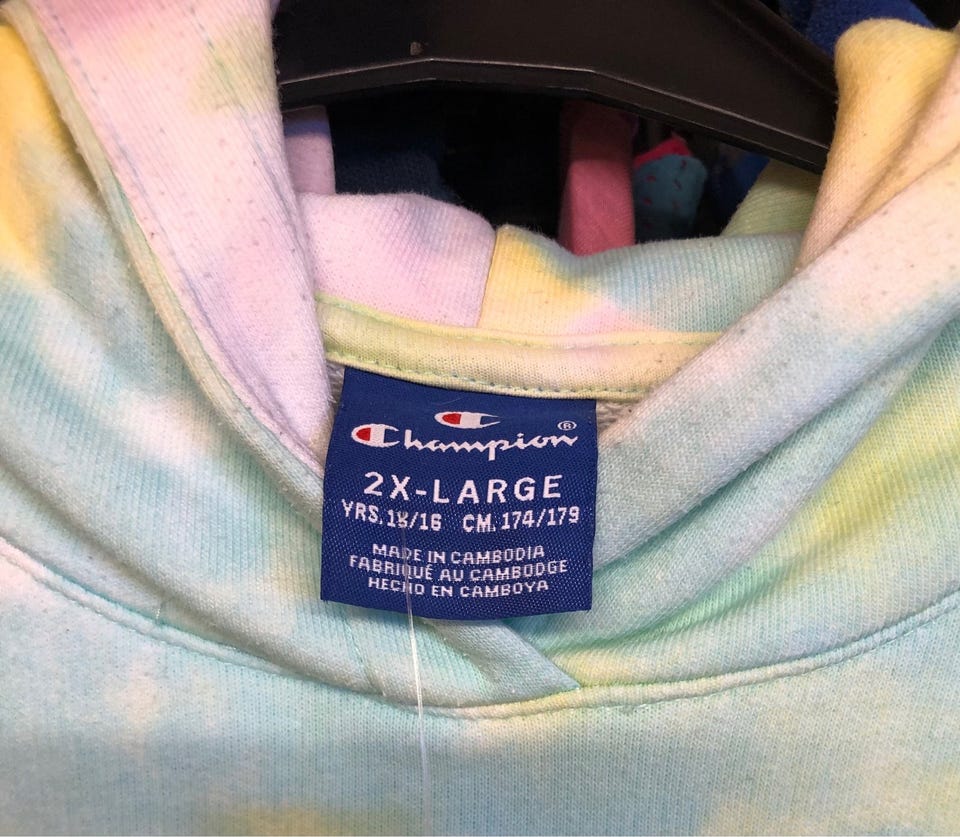 Champion®
2X-LARGE
YRS. 18/16 CM. 174/179
MADE IN CAMBODIA
FABRIQUÉ AU CAMBODGE
HECHO EN CAMBOYA